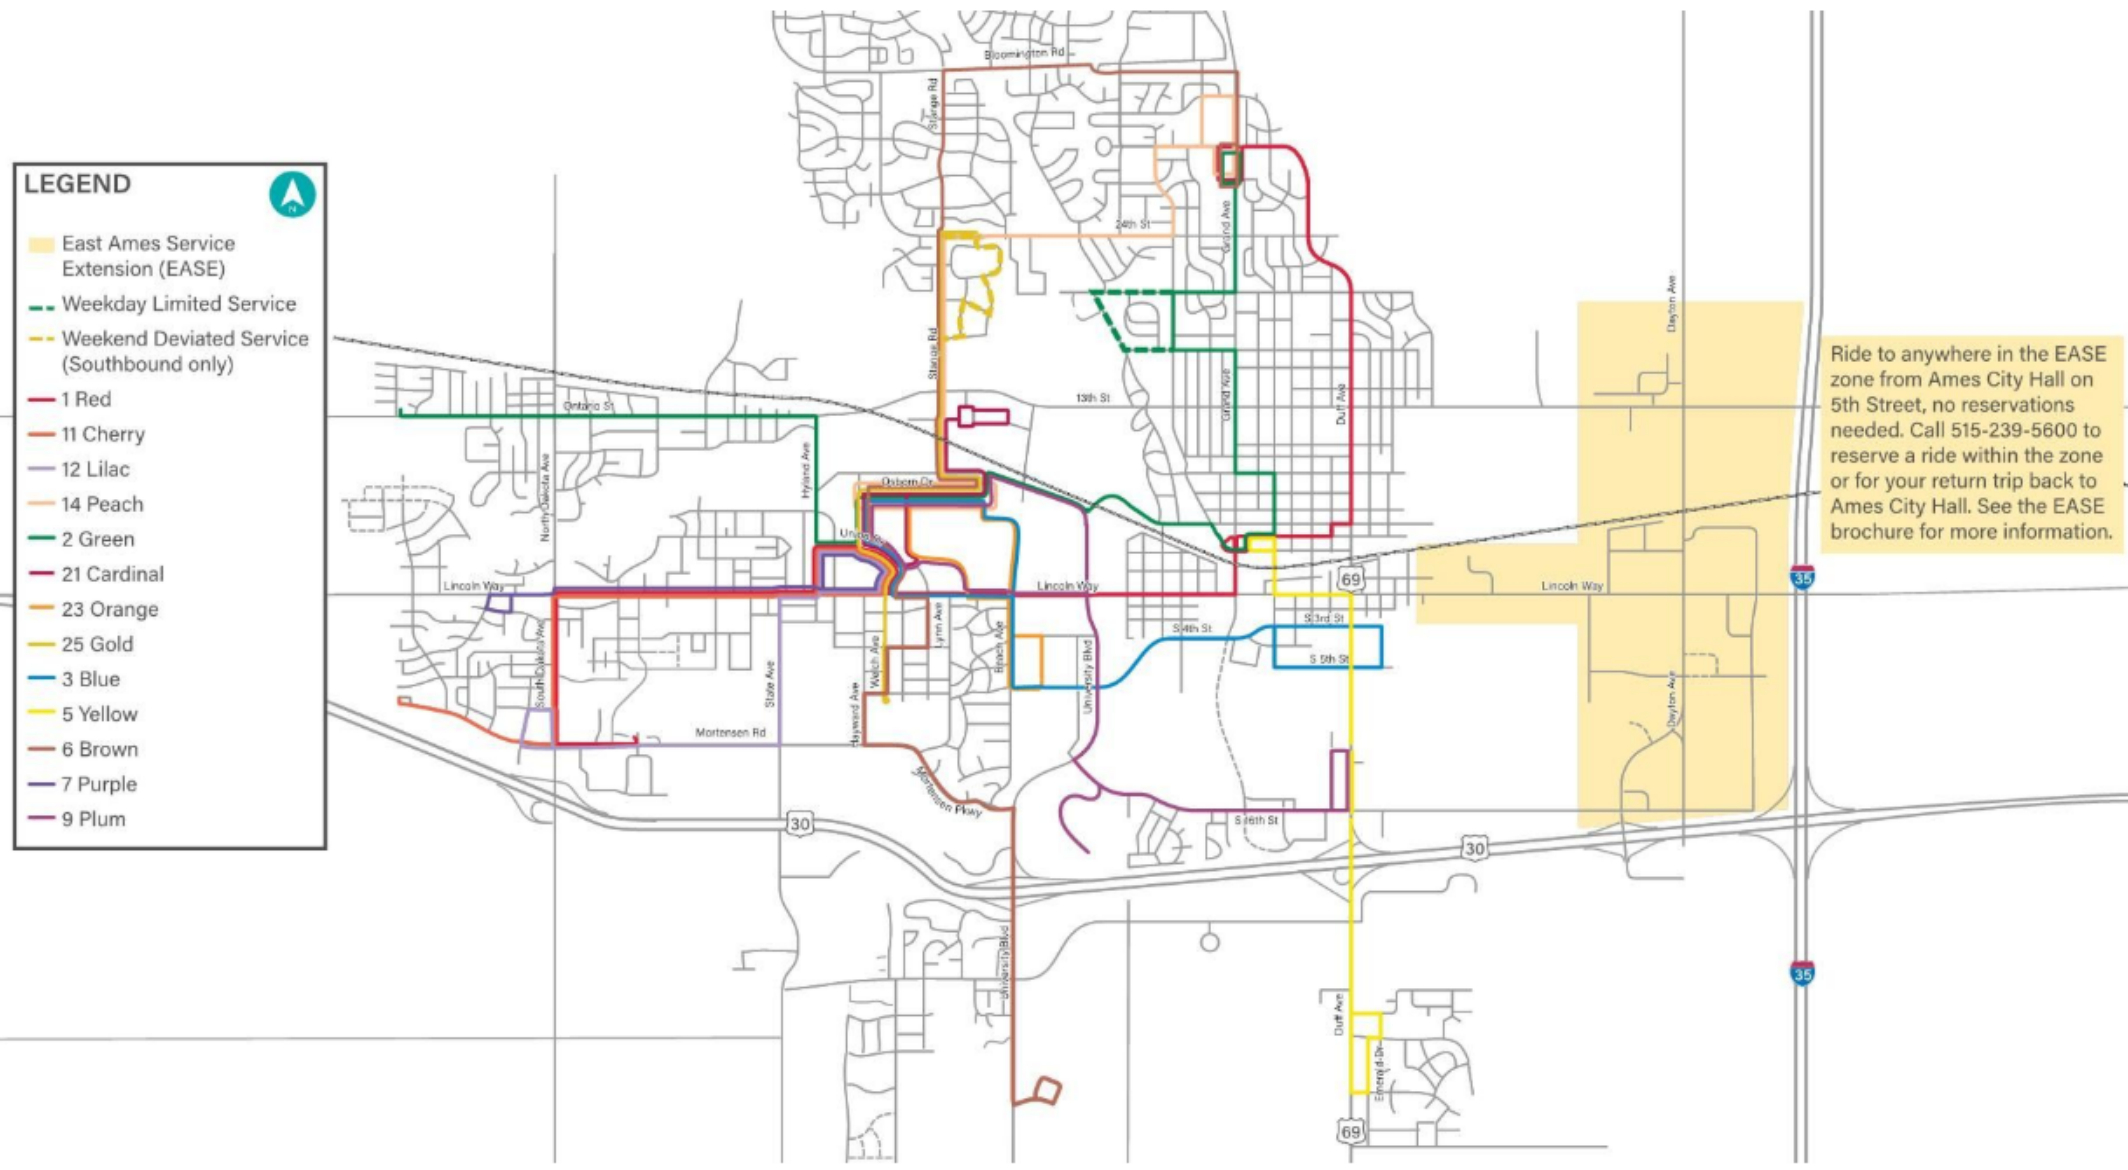 LEGEND
N
East Ames Service
Extension (EASE)
Weekday Limited Service
Weekend Deviated Service
(Southbound only)
1 Red
11 Cherry
12 Lilac
14 Peach
2 Green
21 Cardinal
23 Orange
25 Gold
3 Blue
5 Yellow
6 Brown
7 Purple
9 Plum
Bloomington Rd
Stange Rd
24th St
Grand Ave
Dayton Ave
Stange Rd
13th St
Grand Ave
Duff Ave
Ontario St
Hyland Ave
North Dakota Ave
Osborn Dr
Union Dr
Lincoln Way
Lincoln Way
Lincoln Way
69
35
S 3rd St
S 4th St
S 5th St
South Dakota Ave
State Ave
Welch Ave
Lynn Ave
Beach Ave
University Blvd
Hayward Ave
Dayton Ave
Mortensen Rd
Mortensen Pkwy
S 16th St
30
30
University Blvd
35
Duff Ave
Emerald Dr
69
Ride to anywhere in the EASE
zone from Ames City Hall on
5th Street, no reservations
needed. Call 515-239-5600 to
reserve a ride within the zone
or for your return trip back to
Ames City Hall. See the EASE
brochure for more information.